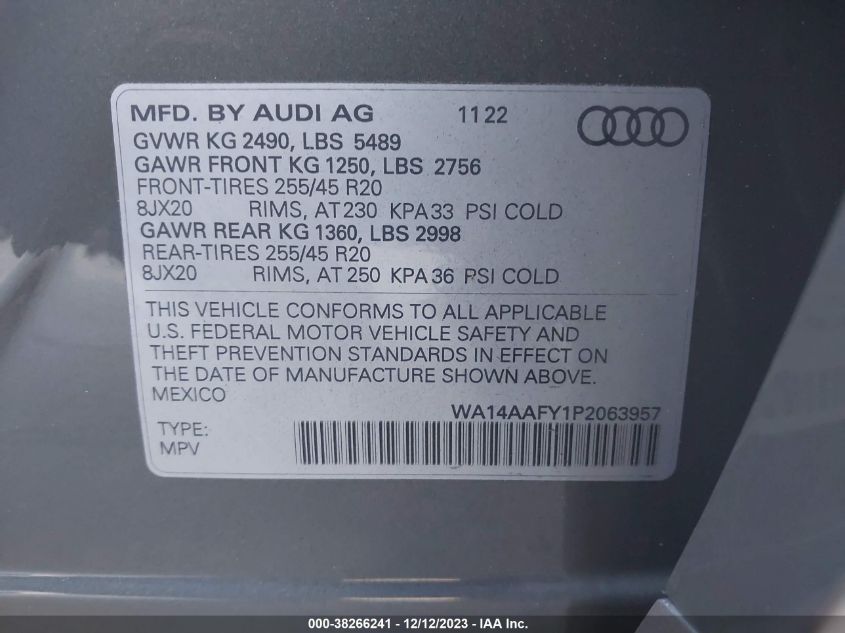 MFD. BY AUDI AG 1122
GVWR KG 2490, LBS 5489
GAWR FRONT KG 1250, LBS 2756
FRONT-TIRES 255/45 R20
8JX20 RIMS, AT 230 KPA 33 PSI COLD
GAWR REAR KG 1360, LBS 2998
REAR-TIRES 255/45 R20
8JX20 RIMS, AT 250 KPA 36 PSI COLD
THIS VEHICLE CONFORMS TO ALL APPLICABLE
U.S. FEDERAL MOTOR VEHICLE SAFETY AND
THEFT PREVENTION STANDARDS IN EFFECT ON
THE DATE OF MANUFACTURE SHOWN ABOVE.
MEXICO
WA14AAFY1P2063957
TYPE:
MPV
000-38266241 - 12/12/2023 - IAA Inc.